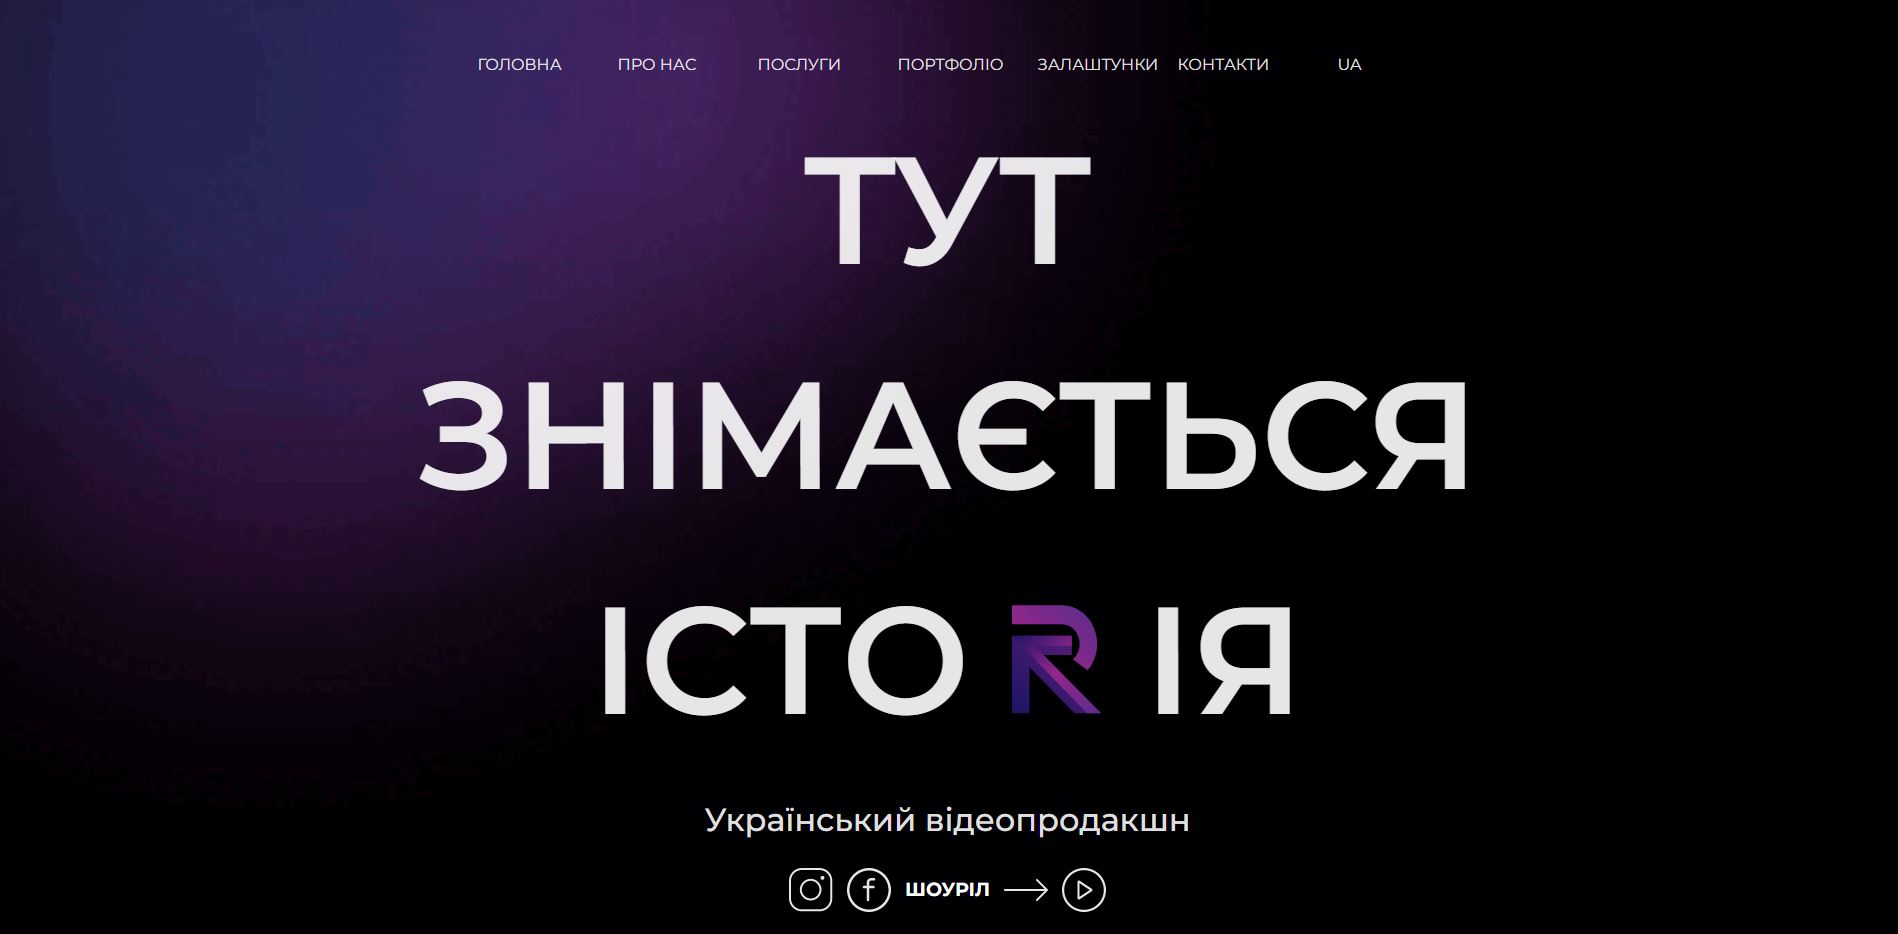 ГОЛОВНА ПРО НАС ПОСЛУГИ ПОРТФОЛІО ЗАЛАШТУНКИ КОНТАКТИ UA
ТУТ
ЗНІМАЄТЬСЯ
ІСТО R ІЯ
Український відеопродакшн
ШОУРІЛ